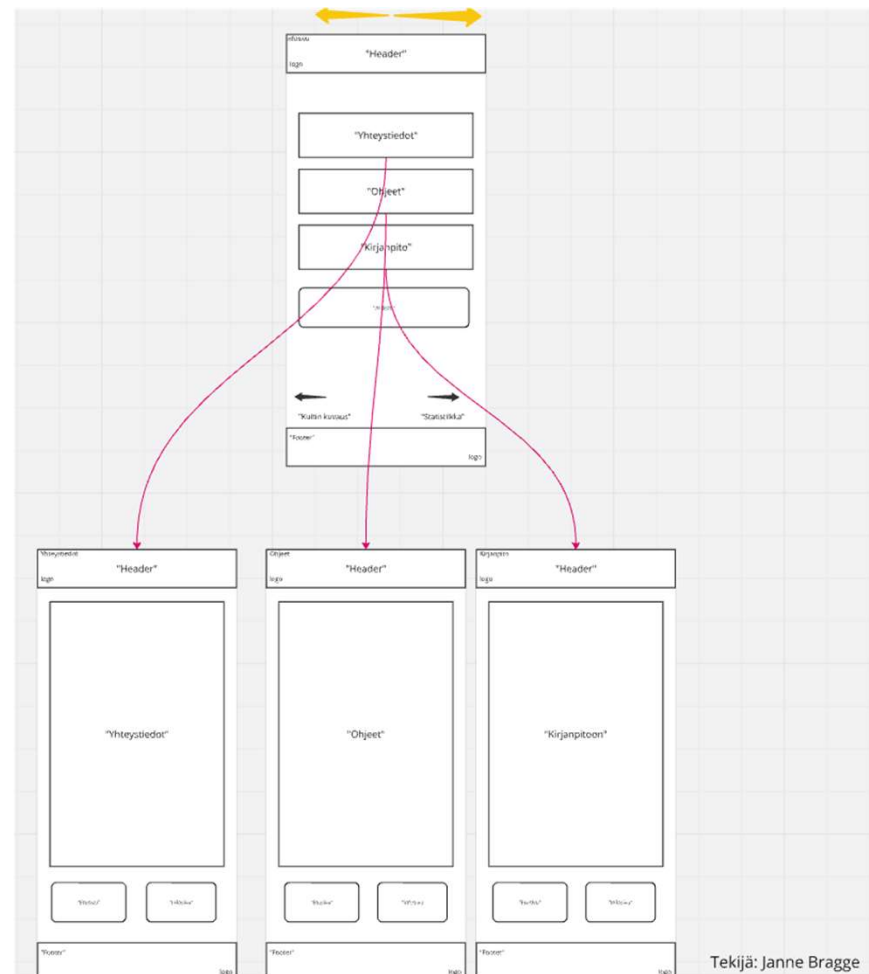 "Header"
logo
"Yhteystiedot"
"Ohjeet"
"Kirjanpito"
"Kuitin kuvaus"
"Statistiikka"
"Footer"
logo
Yhteystiedot
"Header"
logo
Ohjeet
"Header"
logo
Kirjanpito
"Header"
logo
"Yhteystiedot"
"Ohjeet"
"Kirjanpitoon"
"Footer"
logo
"Footer"
logo
"Footer"
logo
Tekijä: Janne Bragge